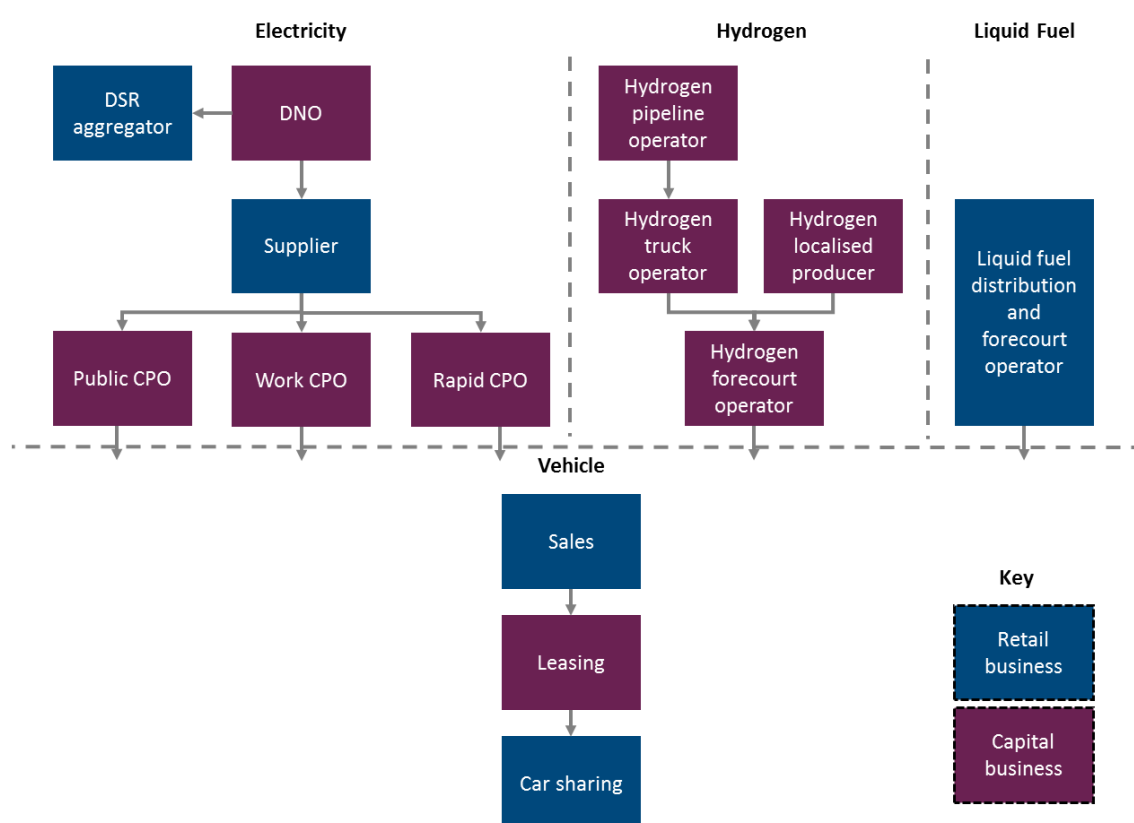 Electricity
Hydrogen
Liquid Fuel
DSR
aggregator
DNO
Hydrogen
pipeline
operator
Supplier
Hydrogen
truck
operator
Hydrogen
localised
producer
Liquid fuel
distribution
and
forecourt
operator
Public CPO
Work CPO
Rapid CPO
Hydrogen
forecourt
operator
Vehicle
Sales
Leasing
Car sharing
Key
Retail
business
Capital
business